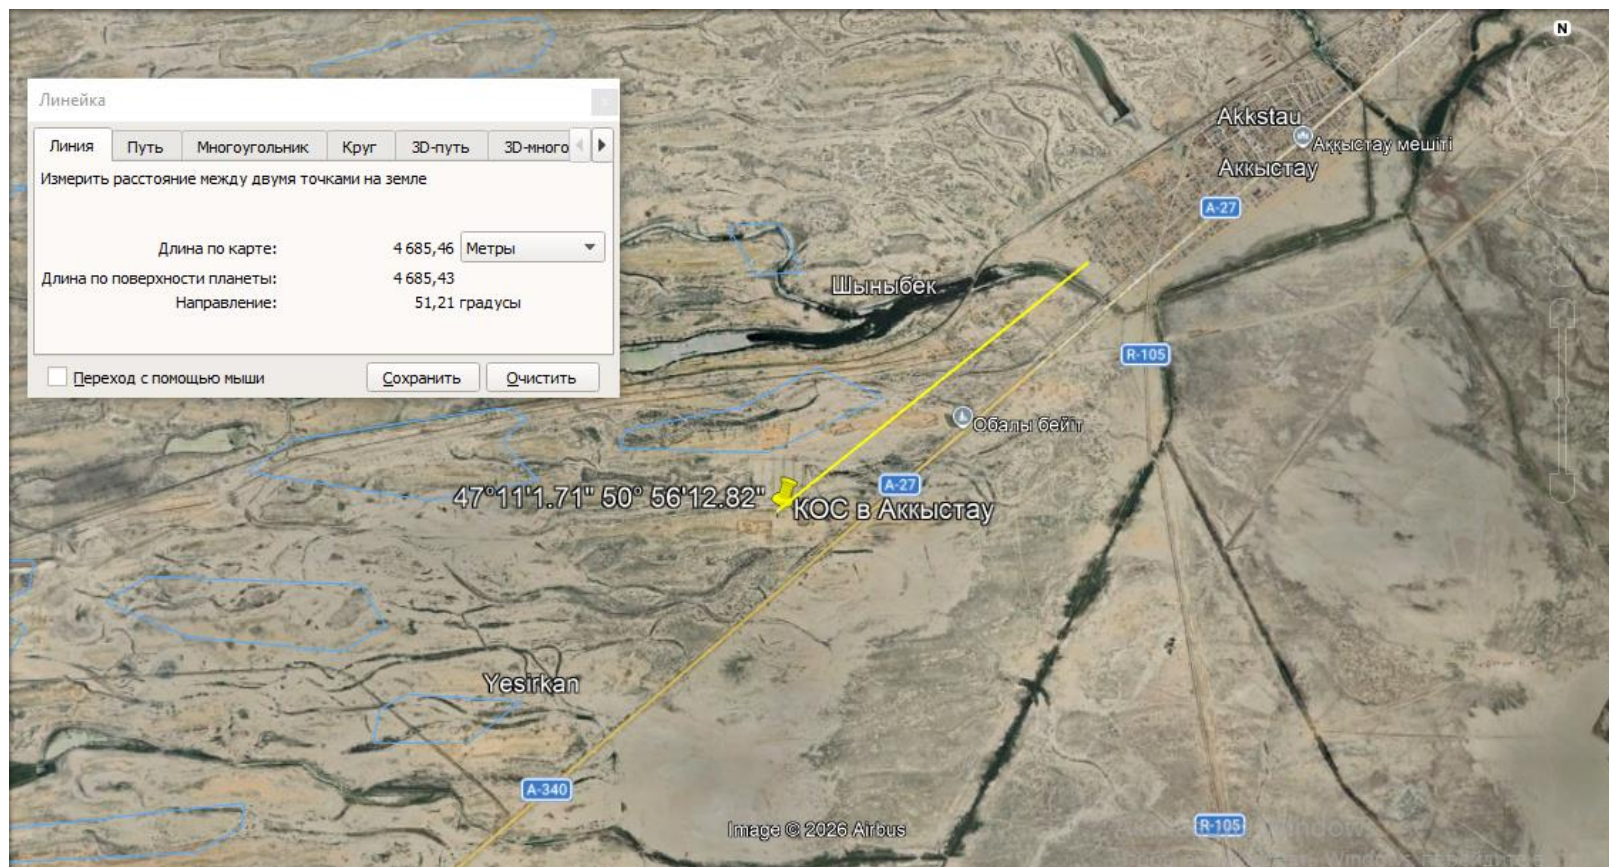 N
Линейка
Линия Путь Многоугольник Круг 3D-путь 3D-много
Измерить расстояние между двумя точками на земле
Длина по карте: 4 685,46 Метры
Длина по поверхности планеты: 4 685,43
Направление: 51,21 градусы
Переход с помощью мыши Сохранить Очистить
Akkstau
Аққыстау мешіті
Аккыстау
A-27
Шыныбек
R-105
Обалы бейіт
A-27
47°11'1.71" 50° 56'12.82"
КОС в Аккыстау
Yesirkan
A-340
Image © 2026 Airbus
R-105